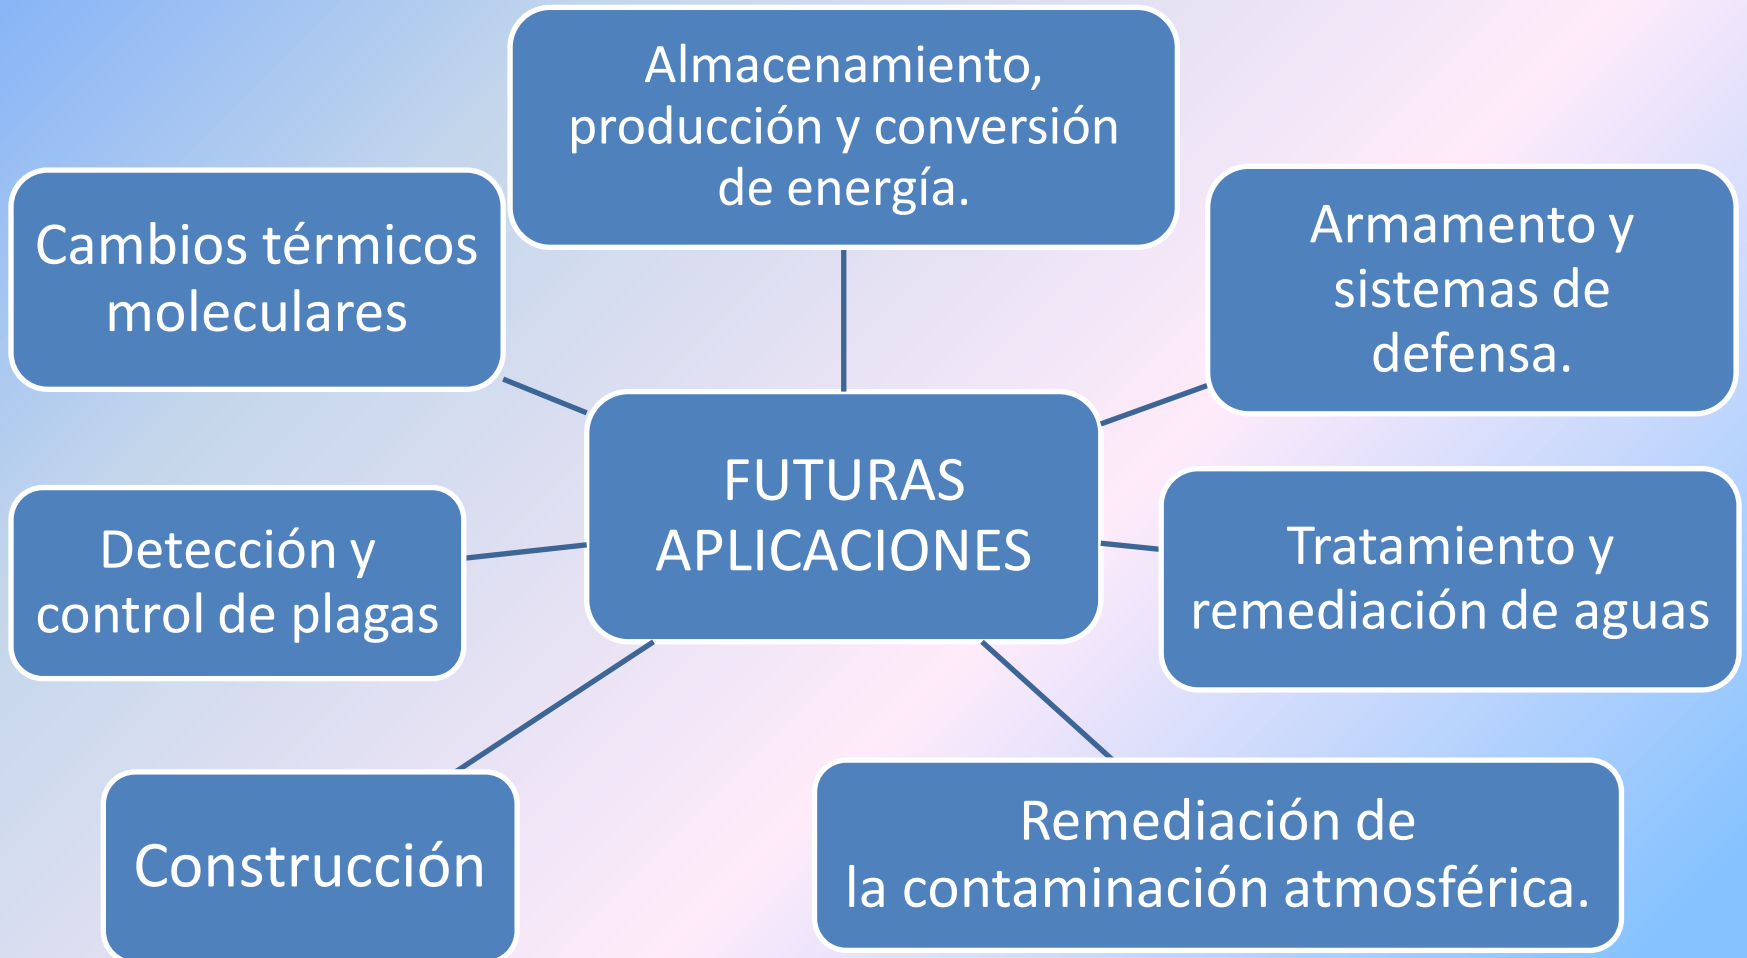 Almacenamiento,
producción y conversión
de energía.
Cambios térmicos
moleculares
Armamento y
sistemas de
defensa.
FUTURAS
APLICACIONES
Detección y
control de plagas
Tratamiento y
remediación de aguas
Construcción
Remediación de
la contaminación atmosférica.